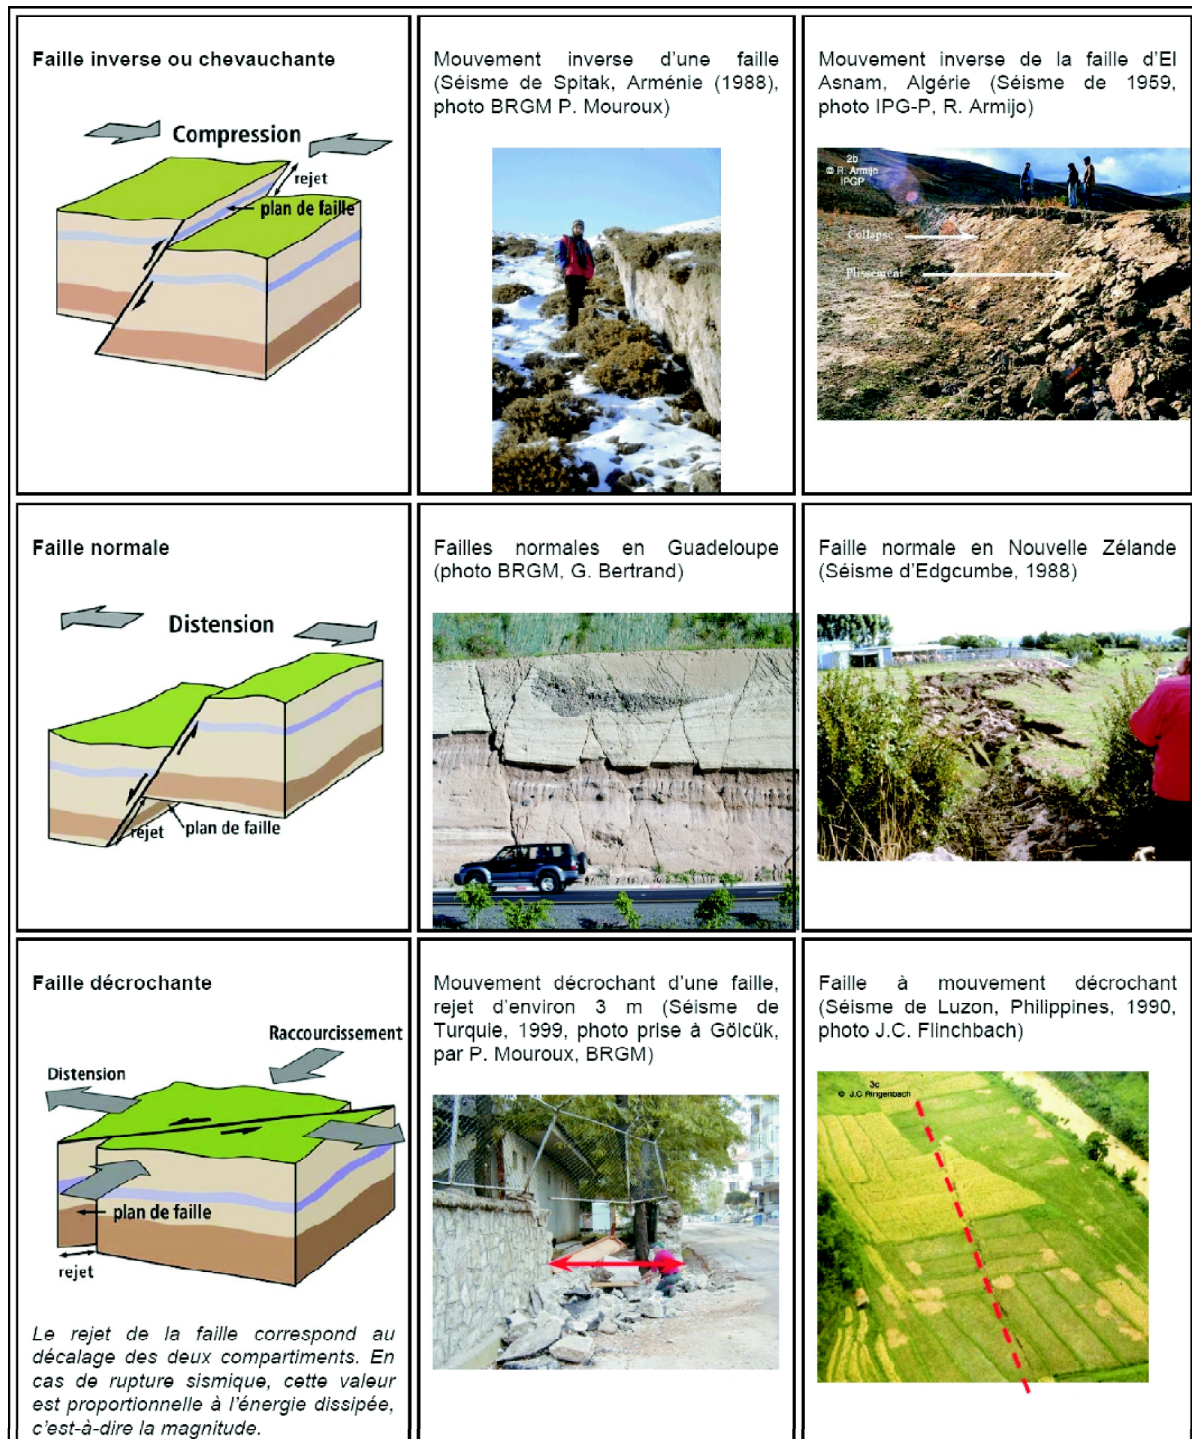 Faille inverse ou chevauchante
Compression
rejet
plan de faille
Mouvement inverse d'une faille
(Séisme de Spitak, Arménie (1988),
photo BRGM P. Mouroux)
Mouvement inverse de la faille d'El
Asnam, Algérie (Séisme de 1959,
photo IPG-P, R. Armijo)
2b
© R. Armijo
IPGP
Collapse
Plissement
Faille normale
Distension
rejet
plan de faille
Failles normales en Guadeloupe
(photo BRGM, G. Bertrand)
Faille normale en Nouvelle Zélande
(Séisme d'Edgcumbe, 1988)
Faille décrochante
Raccourcissement
Distension
plan de faille
rejet
Le rejet de la faille correspond au
décalage des deux compartiments. En
cas de rupture sismique, cette valeur
est proportionnelle à l'énergie dissipée,
c'est-à-dire la magnitude.
Mouvement décrochant d'une faille,
rejet d'environ 3 m (Séisme de
Turquie, 1999, photo prise à Gölcük,
par P. Mouroux, BRGM)
Faille à mouvement décrochant
(Séisme de Luzon, Philippines, 1990,
photo J.C. Flinchbach)
3c
© J.C Ringenbach